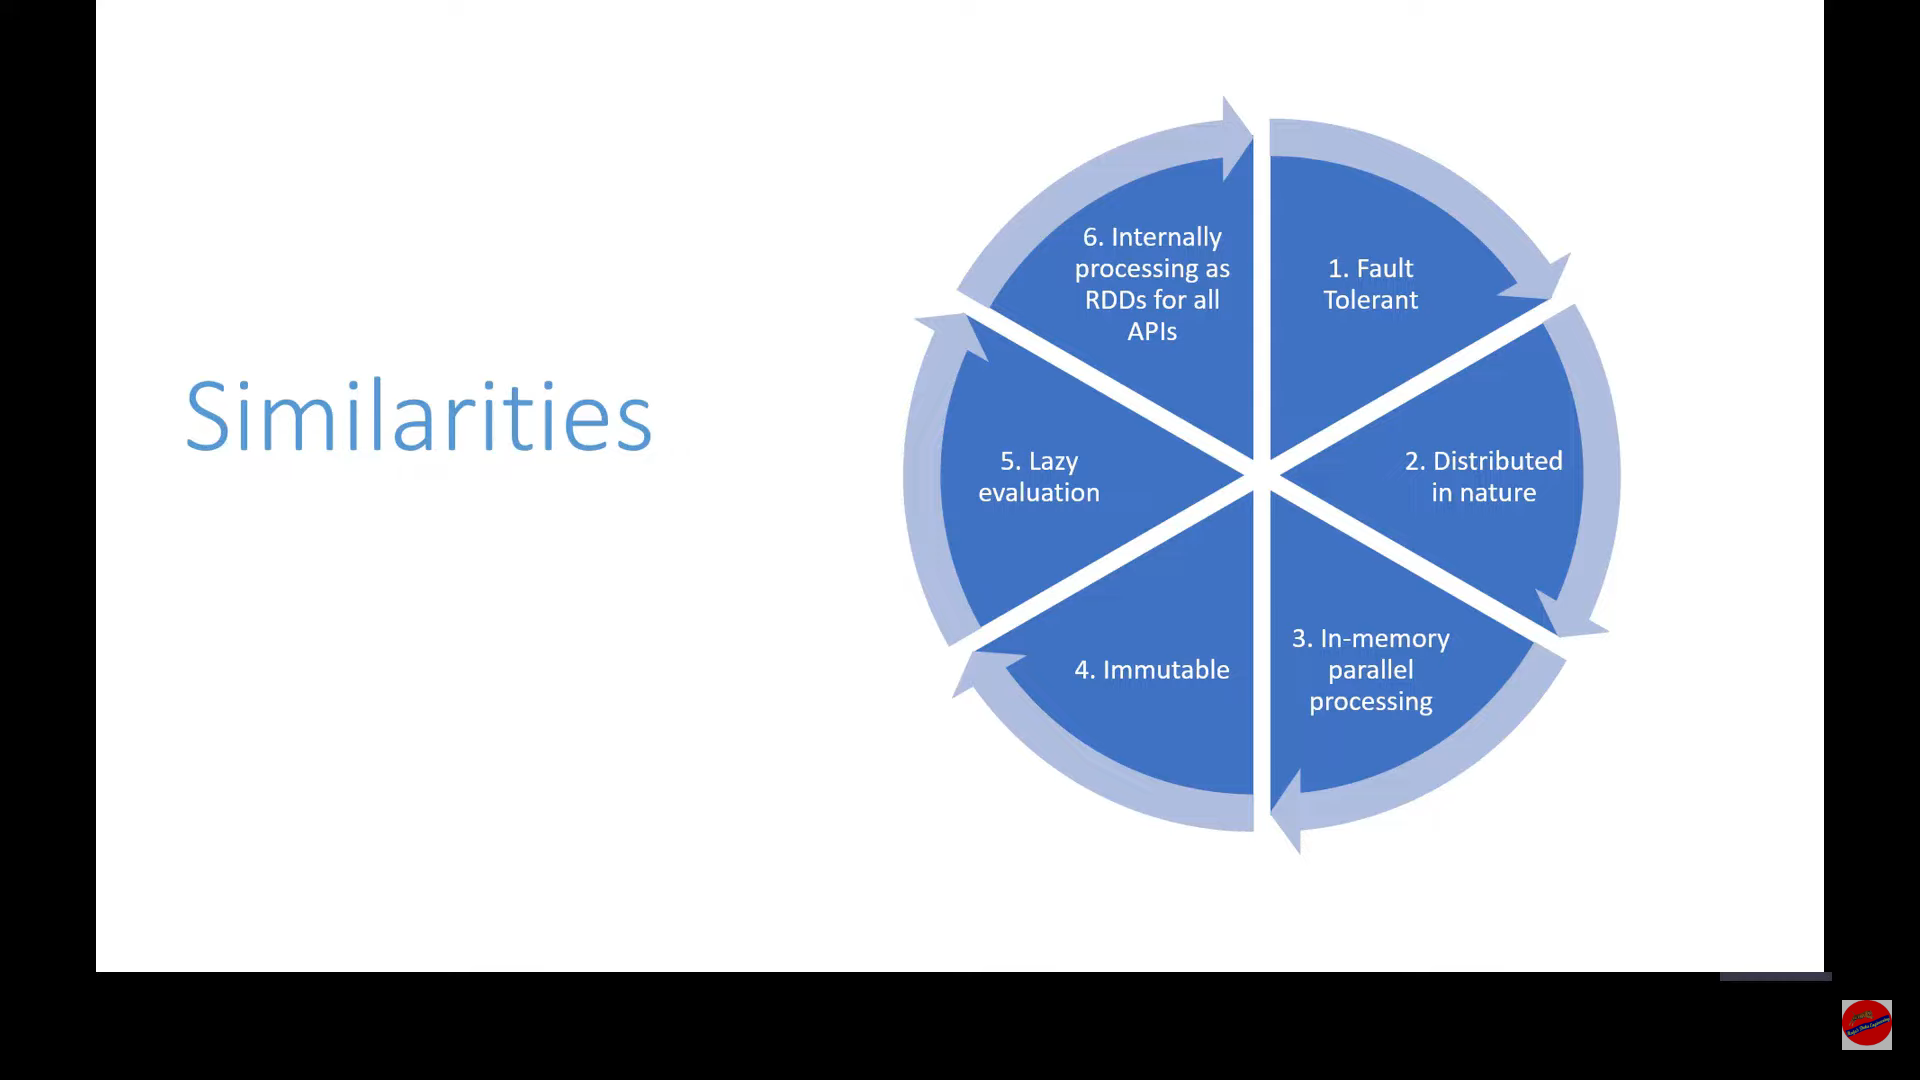 Similarities
1. Fault
Tolerant
2. Distributed
in nature
3. In-memory
parallel
processing
4. Immutable
5. Lazy
evaluation
6. Internally
processing as
RDDs for all
APIs